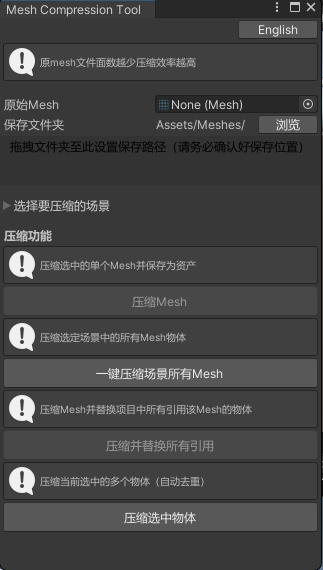 Mesh Compression Tool
English
原mesh文件面数越少压缩效率越高
原始Mesh
None (Mesh)
保存文件夹
Assets/Meshes/
浏览
拖拽文件夹至此设置保存路径（请务必确认好保存位置）
选择要压缩的场景
压缩功能
压缩选中的单个Mesh并保存为资产
压缩Mesh
压缩选定场景中的所有Mesh物体
一键压缩场景所有Mesh
压缩Mesh并替换项目中所有引用该Mesh的物体
压缩并替换所有引用
压缩当前选中的多个物体（自动去重）
压缩选中物体